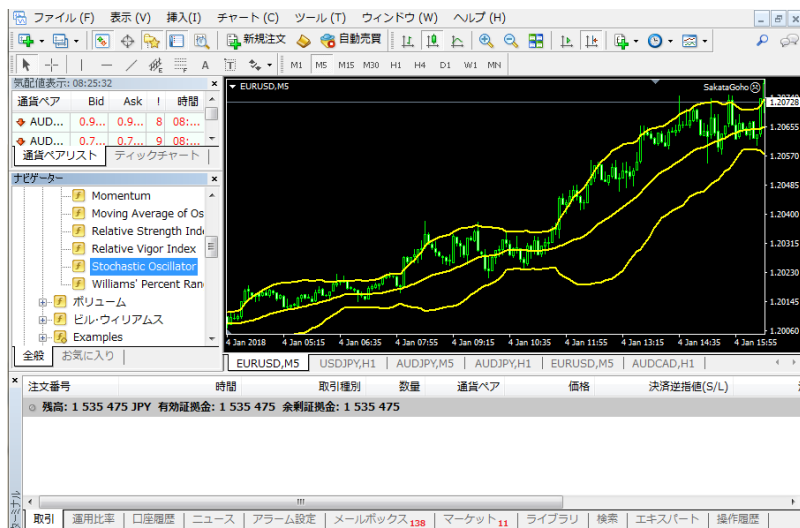 ファイル (F) 表示 (V) 挿入(I) チャート (C) ツール (T) ウィンドウ (W) ヘルプ (H)
新規注文 自動売買
A T M1 M5 M15 M30 H1 H4 D1 W1 MN
気配値表示: 08:25:32
通貨ペア Bid Ask ! 時間
AUD... 0.9... 0.9... 8 08:...
AUD... 0.7... 0.7... 9 08:...
通貨ペアリスト ティックチャート
ナビゲーター
Momentum
Moving Average of Os
Relative Strength Inde
Relative Vigor Index
Stochastic Oscillator
Williams' Percent Ran
ボリューム
ビル・ウィリアムス
Examples
全般 お気に入り
EURUSD,M5 SakataGoho
1.20728
1.20655
1.20570
1.20485
1.20400
1.20315
1.20230
1.20145
1.20060
4 Jan 2018 4 Jan 05:15 4 Jan 06:35 4 Jan 07:55 4 Jan 09:15 4 Jan 10:35 4 Jan 11:55 4 Jan 13:15 4 Jan 14:35 4 Jan 15:55
EURUSD,M5 USDJPY,H1 AUDJPY,M5 AUDJPY,H1 EURUSD,M5 AUDCAD,H1
注文番号 時間 取引種別 数量 通貨ペア 価格 決済逆指値(S/L)
残高: 1 535 475 JPY 有効証拠金: 1 535 475 余剰証拠金: 1 535 475
取引 運用比率 口座履歴 ニュース アラーム設定 メールボックス 138 マーケット 11 ライブラリ 検索 エキスパート 操作履歴